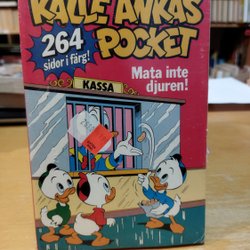 KALLE ANKAS
POCKET
264
sidor i färg!
Mata inte
djuren!
KASSA